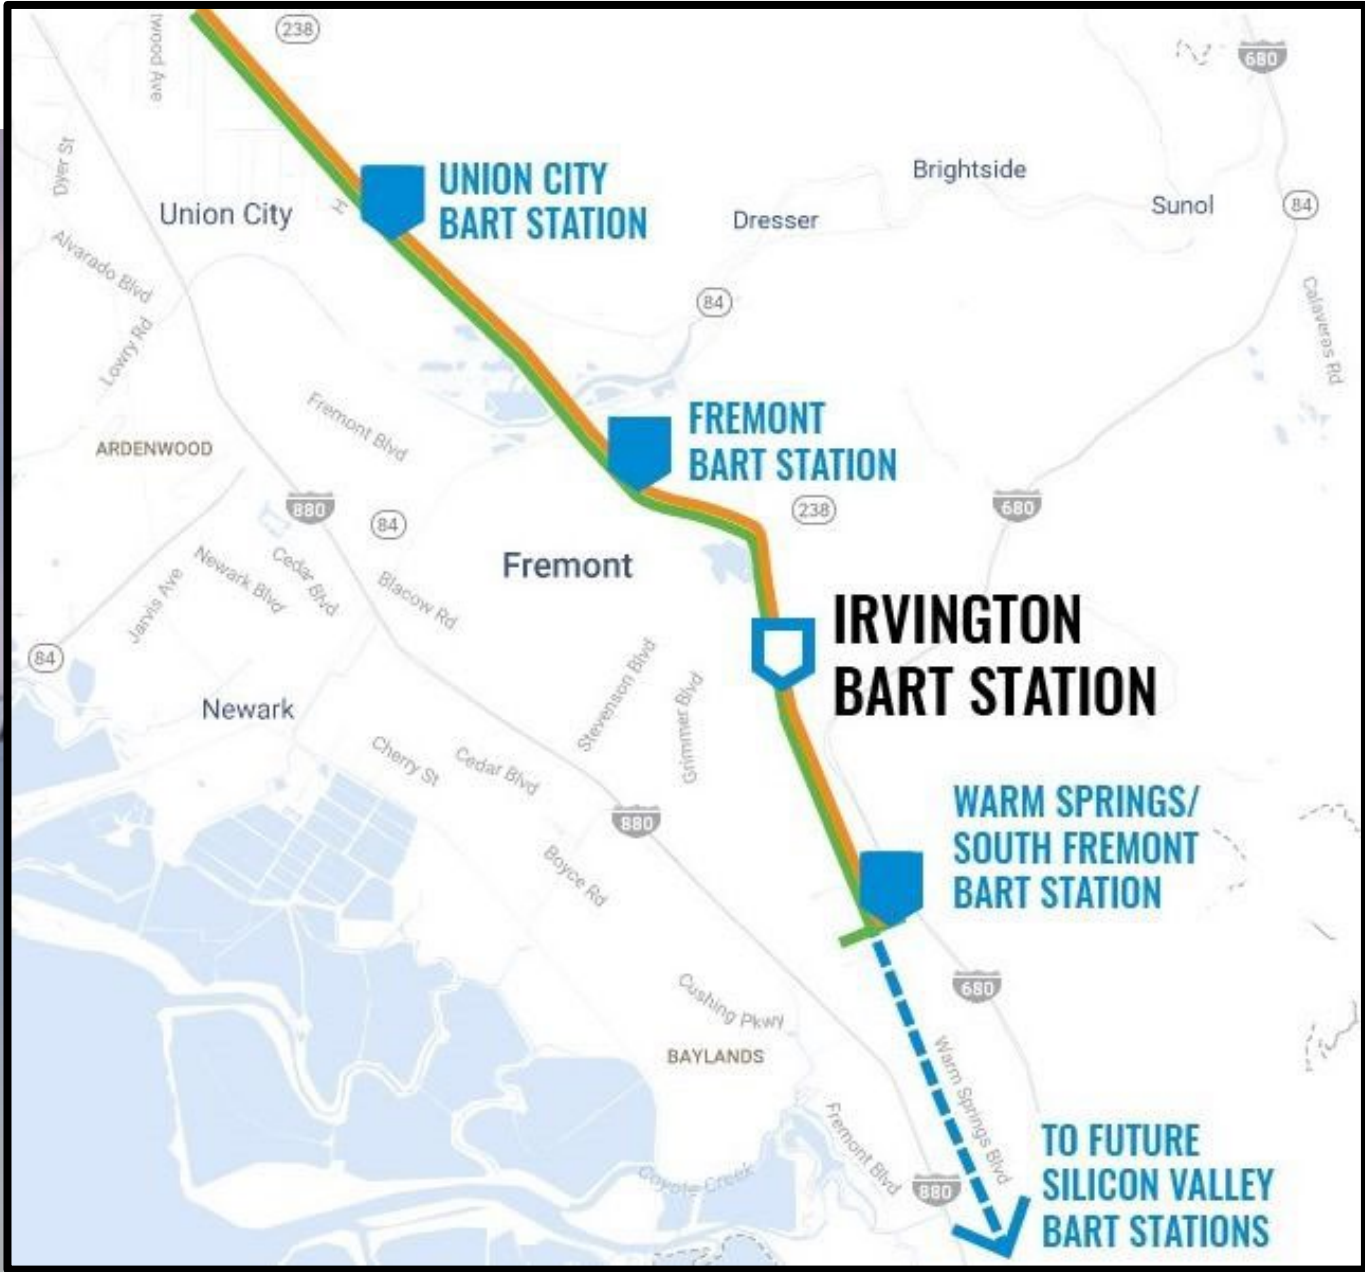 238
wood Ave
680
Dyer St
UNION CITY
BART STATION
Brightside
Sunol
84
Union City
H
Dresser
Alvarado Blvd
84
Calaveras Rd
Lowry Rd
Fremont Blvd
FREMONT
BART STATION
ARDENWOOD
880
84
238
680
Fremont
Newark Blvd
Cedar Blvd
Blacow Rd
Jarvis Ave
IRVINGTON
BART STATION
84
Stevenson Blvd
Grimmer Blvd
Newark
Cherry St
Cedar Blvd
WARM SPRINGS/
SOUTH FREMONT
BART STATION
880
Boyce Rd
Cushing Pkwy
680
BAYLANDS
Warm Springs Blvd
Fremont Blvd
TO FUTURE
SILICON VALLEY
BART STATIONS
Coyote Creek
880